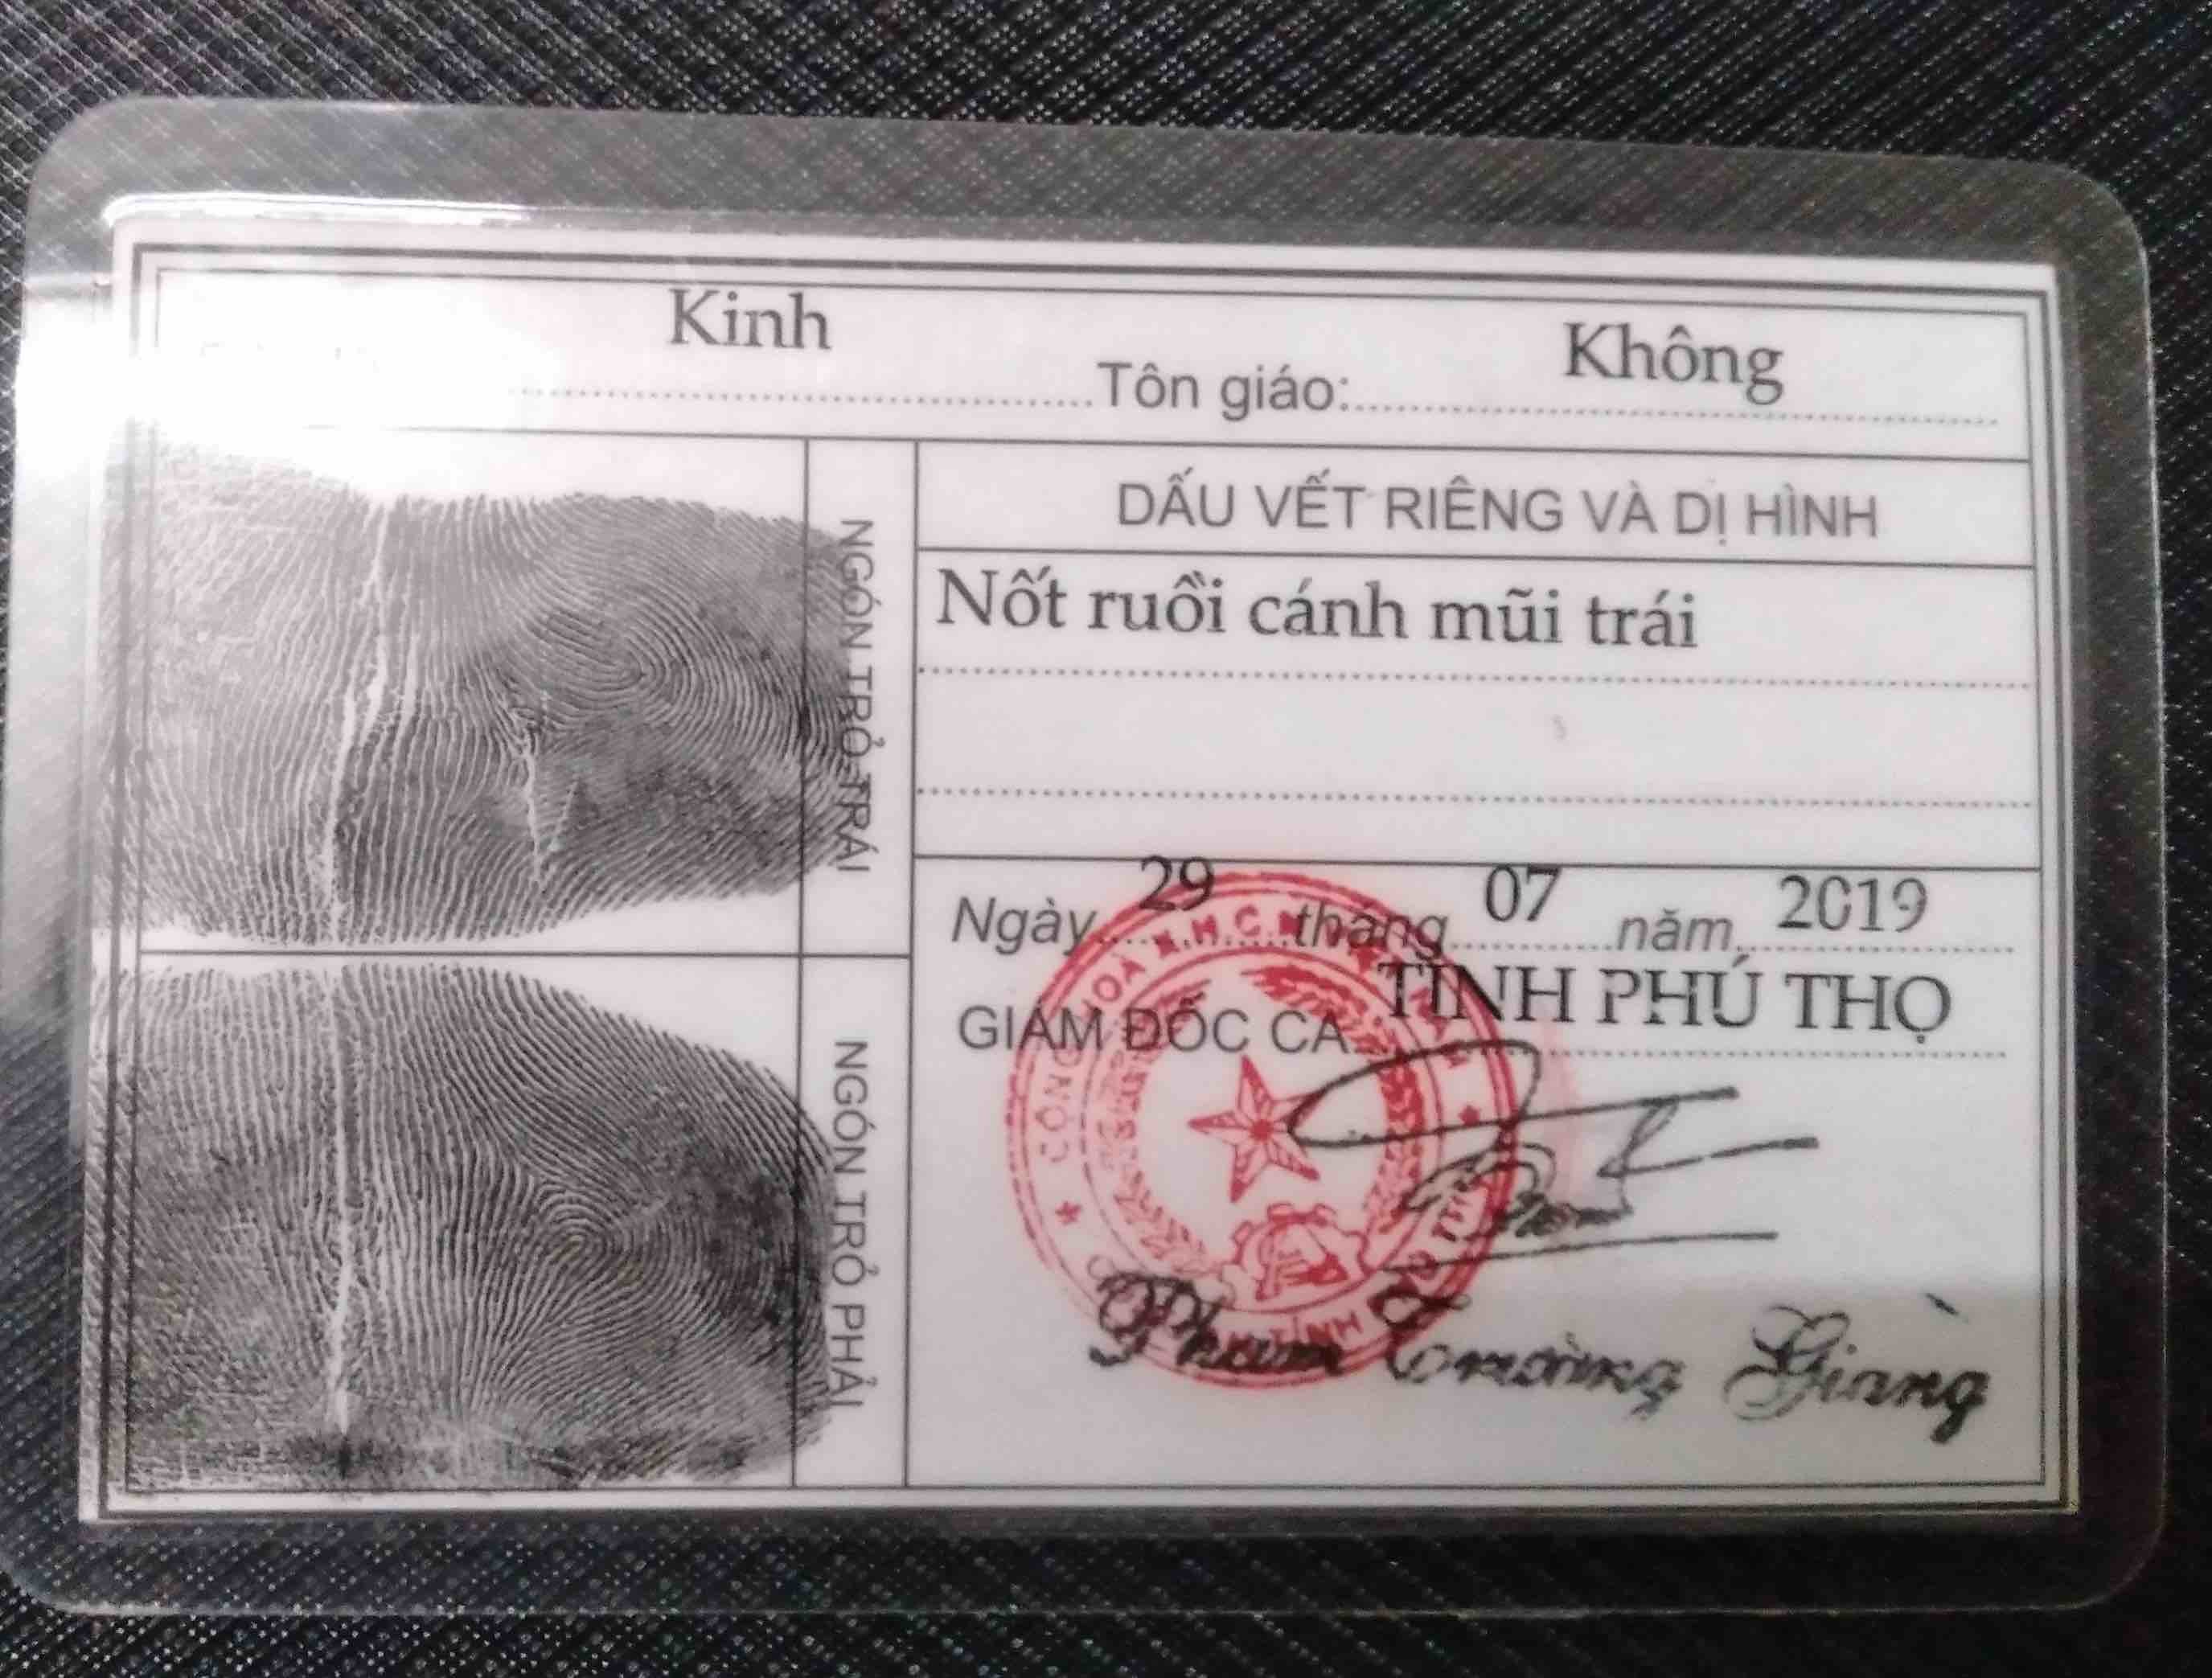 Kinh
Không
Tôn giáo:
NGÓN TRỎ TRÁI
DẤU VẾT RIÊNG VÀ DỊ HÌNH
Nốt ruồi cánh mũi trái
Ngày 29 tháng 07 năm 2019
GIÁM ĐỐC CA. TỈNH PHÚ THỌ
NGÓN TRỎ PHẢI
Phạm Trường Giang